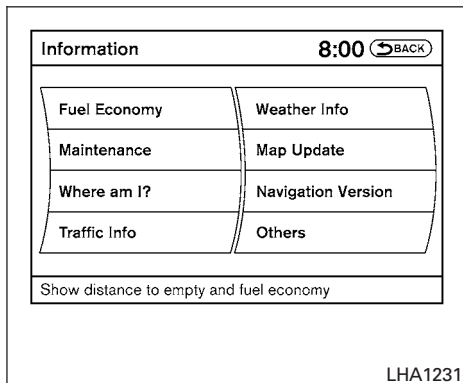 Information 8:00 BACK
Fuel Economy Weather Info
Maintenance Map Update
Where am I? Navigation Version
Traffic Info Others
Show distance to empty and fuel economy
LHA1231